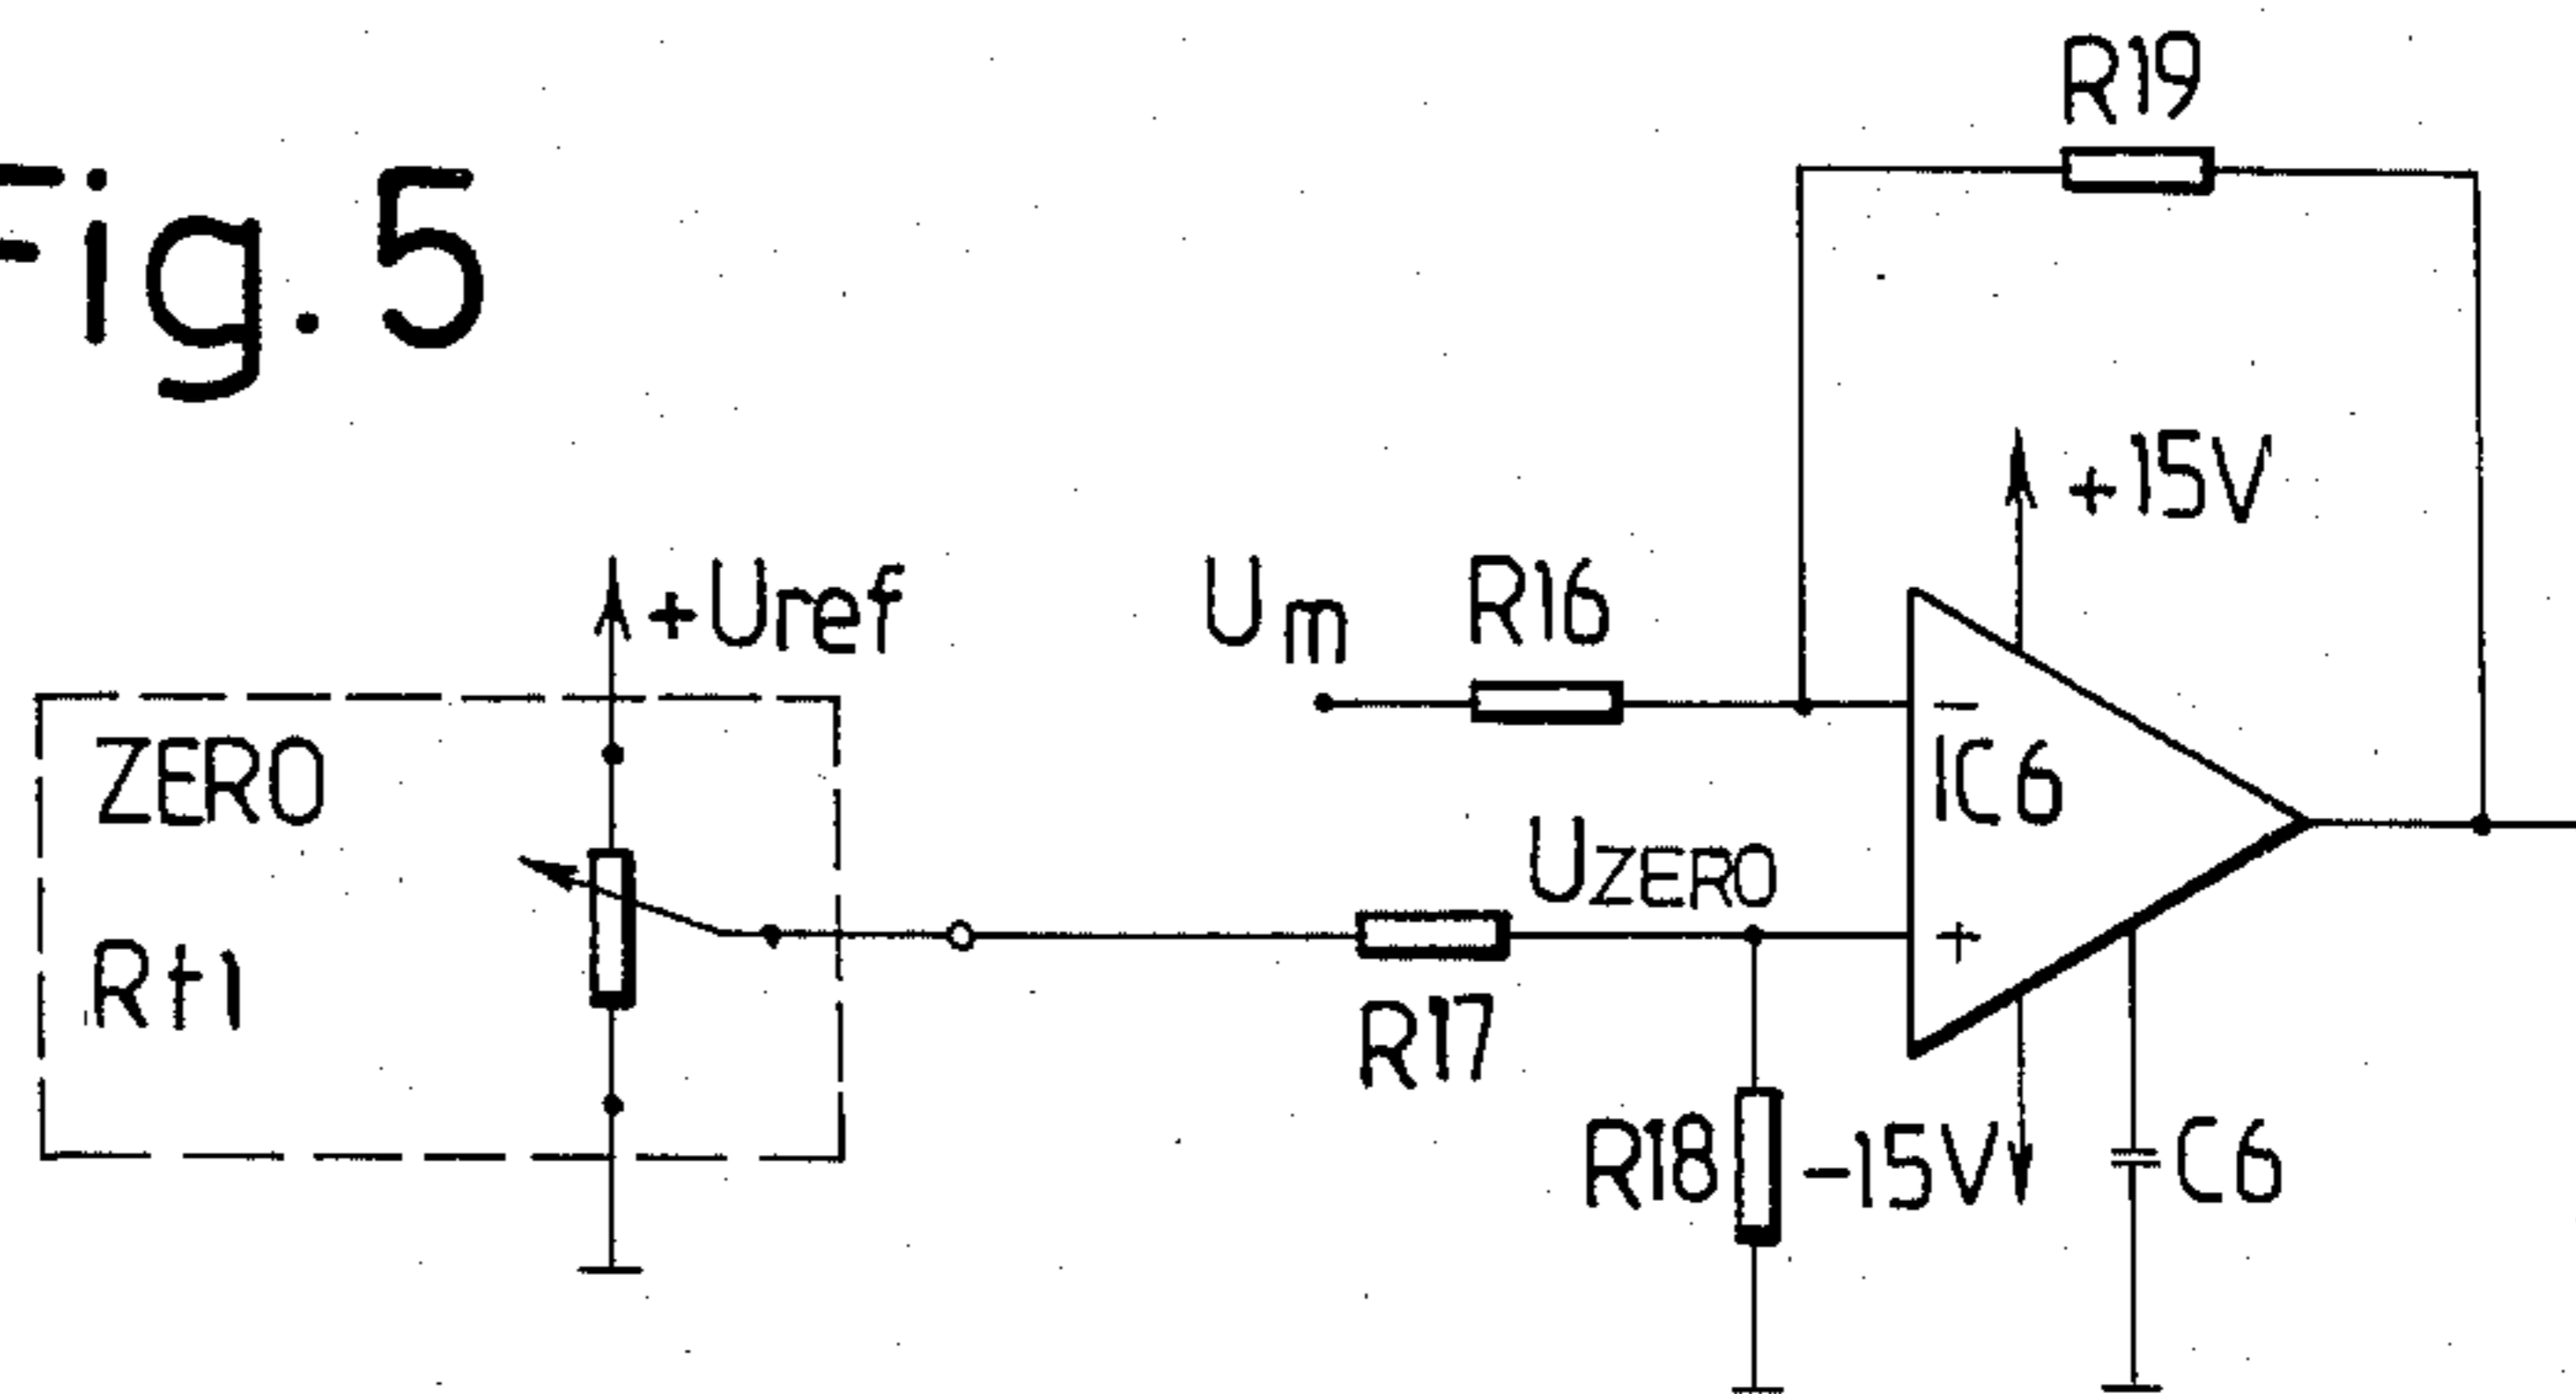 Fig.5
R19
+15V
+Uref
Um
R16
ZERO
IC6
-
UZERO
Rt1
+
R17
R18
-15V
C6